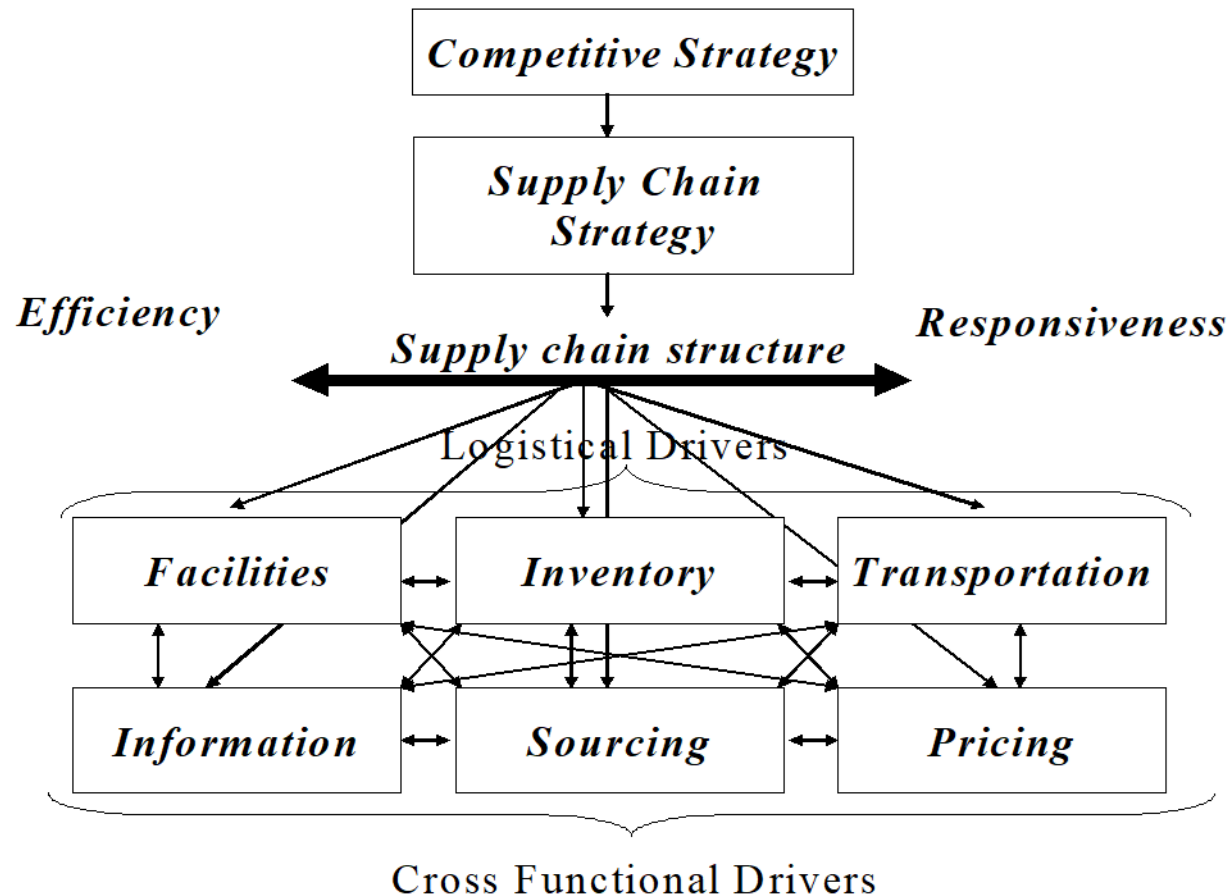 Competitive Strategy
Supply Chain
Strategy
Efficiency
Responsiveness
Supply chain structure
Logistical Drivers
Facilities
Inventory
Transportation
Information
Sourcing
Pricing
Cross Functional Drivers